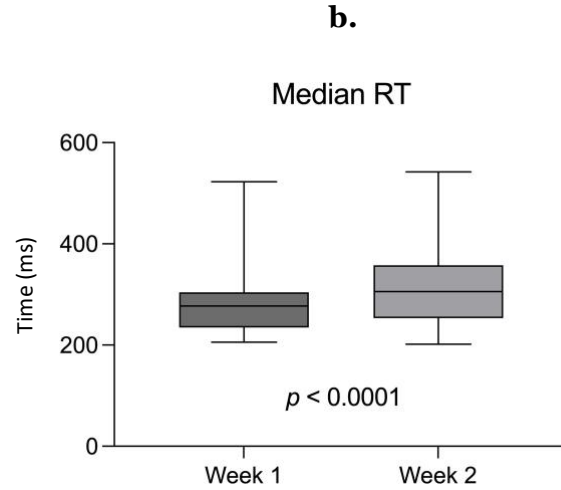 b.
Median RT
600
400
200
0
Time (ms)
p < 0.0001
Week 1
Week 2